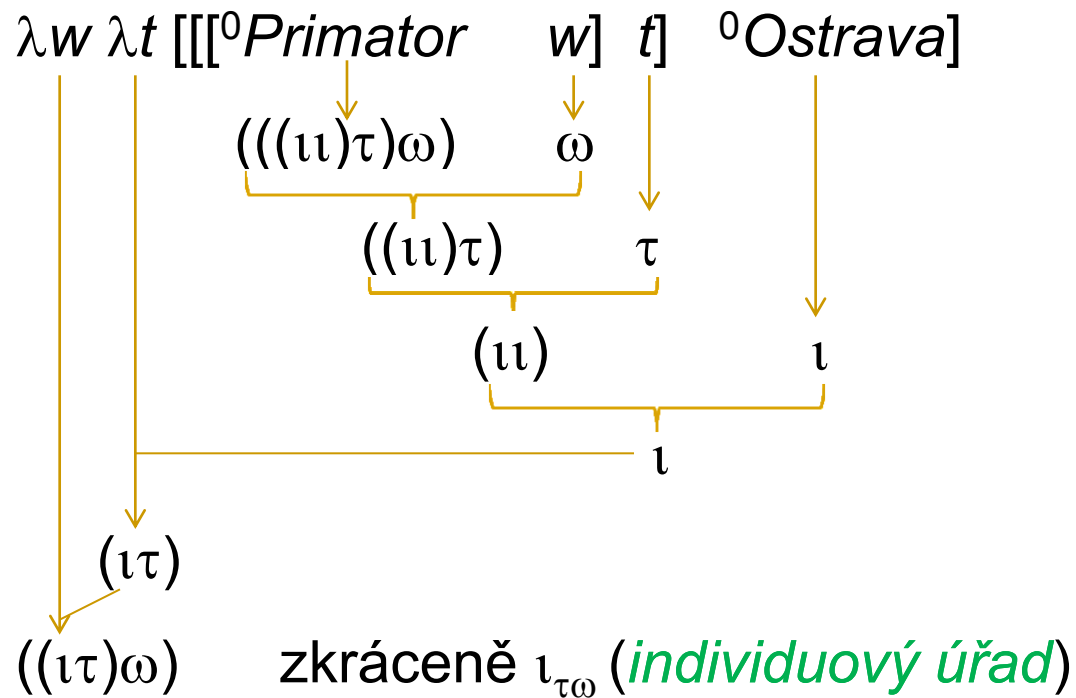 λw λt [[[⁰Primator w] t] ⁰Ostrava]
(((ιι)τ)ω) ω
((ιι)τ) τ
(ιι) ι
ι
(ιτ)
((ιτ)ω) zkráceně ι_τω (individuový úřad)